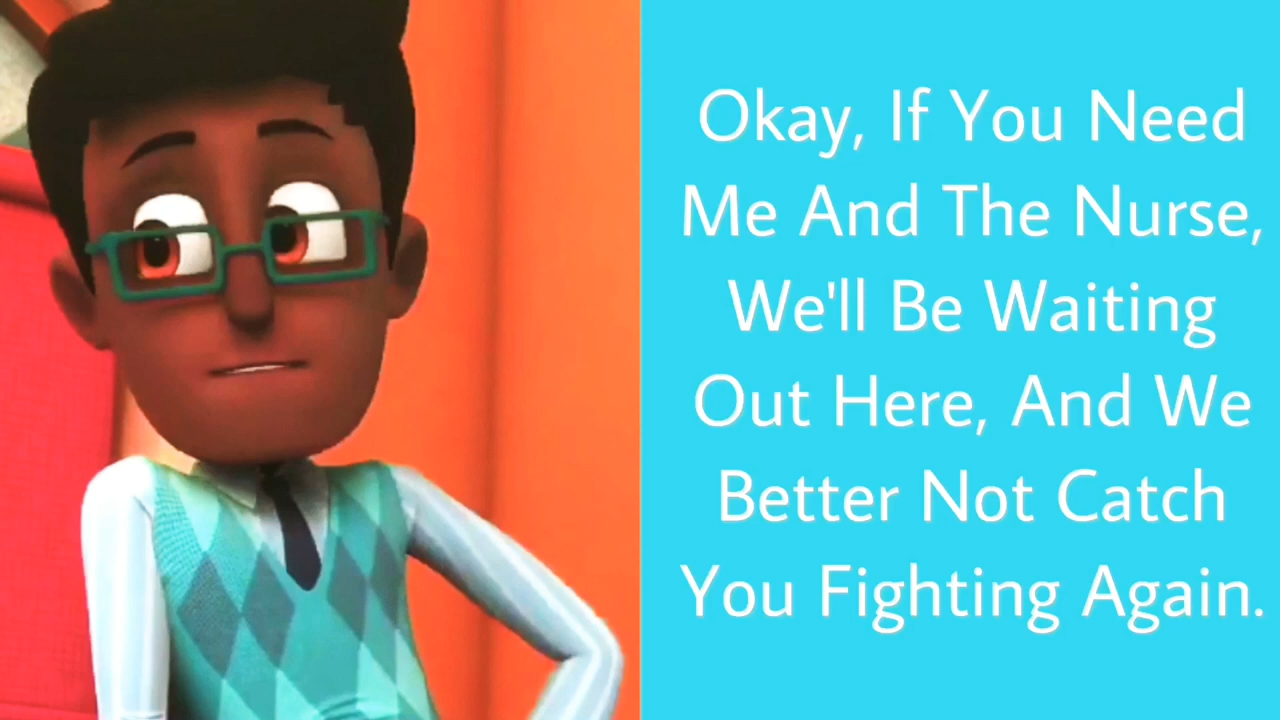 Okay, If You Need
Me And The Nurse,
We'll Be Waiting
Out Here, And We
Better Not Catch
You Fighting Again.